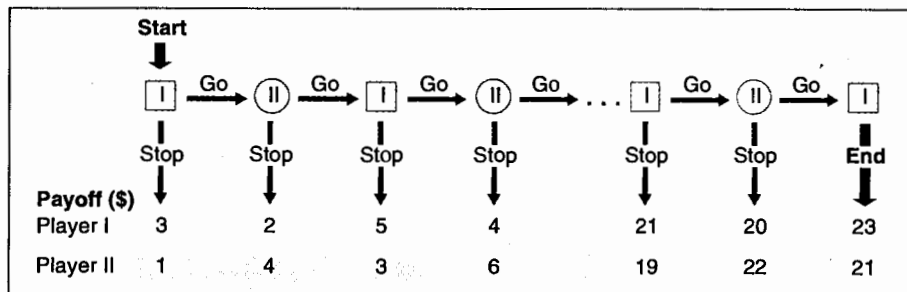 Start
Go Go Go Go ... Go Go
I II I II I II I
Stop Stop Stop Stop Stop Stop End
Payoff ($)
Player I 3 2 5 4 21 20 23
Player II 1 4 3 6 19 22 21